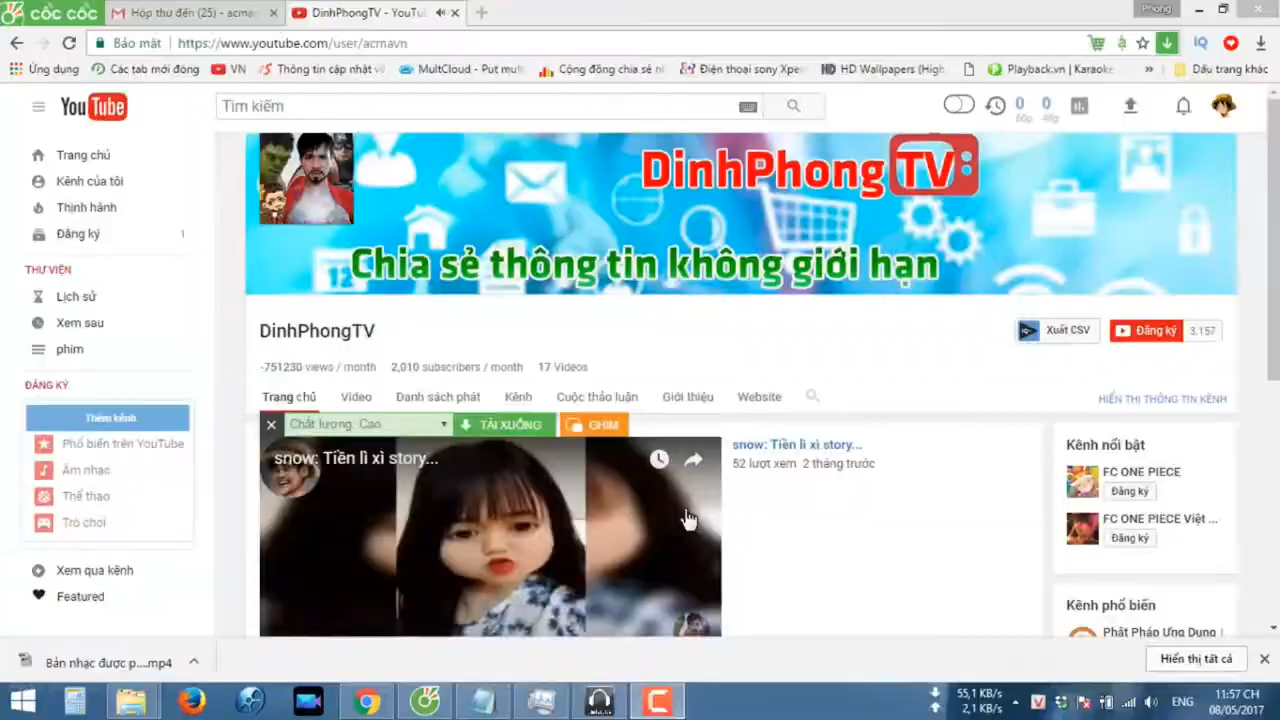 CỐC CỐC
Hộp thư đến (25) - acmav
DinhPhongTV - YouTu
Phong
Bảo mật
https://www.youtube.com/user/acmavn
Ứng dụng
Các tab mới đóng
VN
Thông tin cập nhật v
MultCloud - Put mult
Cộng đồng chia sẻ n
Điện thoại sony Xpe
HD Wallpapers (High
Playback.vn | Karaoke
»
Dấu trang khác
YouTube
Tìm kiếm
0
60p
0
48g
Trang chủ
Kênh của tôi
Thịnh hành
Đăng ký
1
THƯ VIỆN
Lịch sử
Xem sau
phim
ĐĂNG KÝ
Thêm kênh
Phổ biến trên YouTube
Âm nhạc
Thể thao
Trò chơi
Xem qua kênh
Featured
DinhPhongTV
Chia sẻ thông tin không giới hạn
DinhPhongTV
Xuất CSV
Đăng ký
3.157
-751230 views / month
2,010 subscribers / month
17 Videos
Trang chủ
Video
Danh sách phát
Kênh
Cuộc thảo luận
Giới thiệu
Website
HIỂN THỊ THÔNG TIN KÊNH
Chất lượng: Cao
TẢI XUỐNG
GHIM
snow: Tiền lì xì story...
snow: Tiền lì xì story...
52 lượt xem 2 tháng trước
Kênh nổi bật
FC ONE PIECE
Đăng ký
FC ONE PIECE Việt ...
Đăng ký
Kênh phổ biến
Phật Pháp Ứng Dụng |
Bản nhạc được p....mp4
Hiển thị tất cả
55,1 KB/s
2,1 KB/s
ENG
11:57 CH
08/05/2017